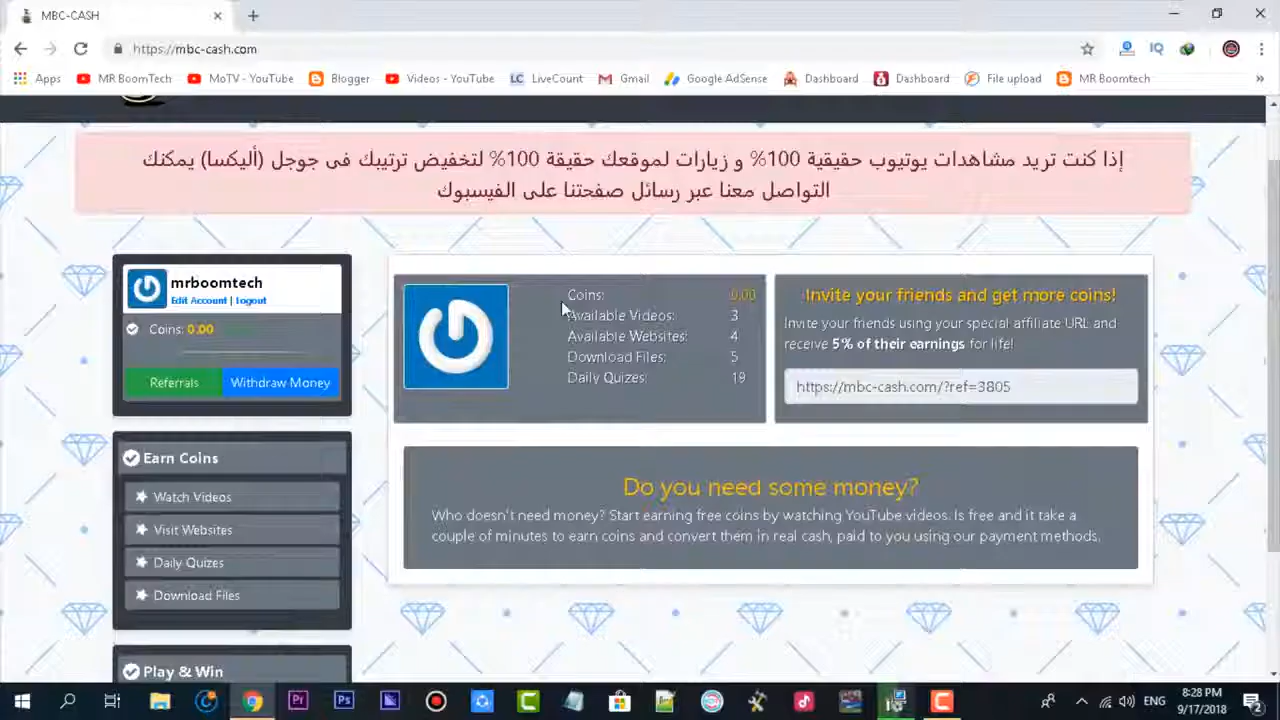 MBC-CASH
https://mbc-cash.com
Apps
MR BoomTech
MoTV - YouTube
Blogger
Videos - YouTube
LiveCount
Gmail
Google AdSense
Dashboard
Dashboard
File upload
MR Boomtech
إذا كنت تريد مشاهدات يوتيوب حقيقية 100% و زيارات لموقعك حقيقة 100% لتخفيض ترتيبك فى جوجل (أليكسا) يمكنك
التواصل معنا عبر رسائل صفحتنا على الفيسبوك
mrboomtech
Edit Account | logout
Coins: 0.00
Referrals
Withdraw Money
Earn Coins
Watch Videos
Visit Websites
Daily Quizes
Download Files
Play & Win
Coins: 0.00
Available Videos: 3
Available Websites: 4
Download Files: 5
Daily Quizes: 19
Invite your friends and get more coins!
Invite your friends using your special affiliate URL and
receive 5% of their earnings for life!
https://mbc-cash.com/?ref=3805
Do you need some money?
Who doesn't need money? Start earning free coins by watching YouTube videos. Is free and it take a
couple of minutes to earn coins and convert them in real cash, paid to you using our payment methods.
ENG
8:28 PM
9/17/2018